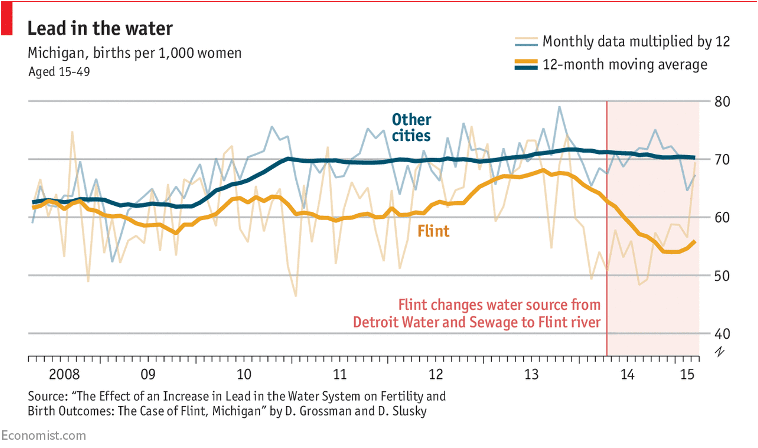 Lead in the water
Michigan, births per 1,000 women
Aged 15-49
Monthly data multiplied by 12
12-month moving average
80
Other
cities
70
60
Flint
50
Flint changes water source from
Detroit Water and Sewage to Flint river
40
2008 09 10 11 12 13 14 15
Source: “The Effect of an Increase in Lead in the Water System on Fertility and
Birth Outcomes: The Case of Flint, Michigan” by D. Grossman and D. Slusky
Economist.com